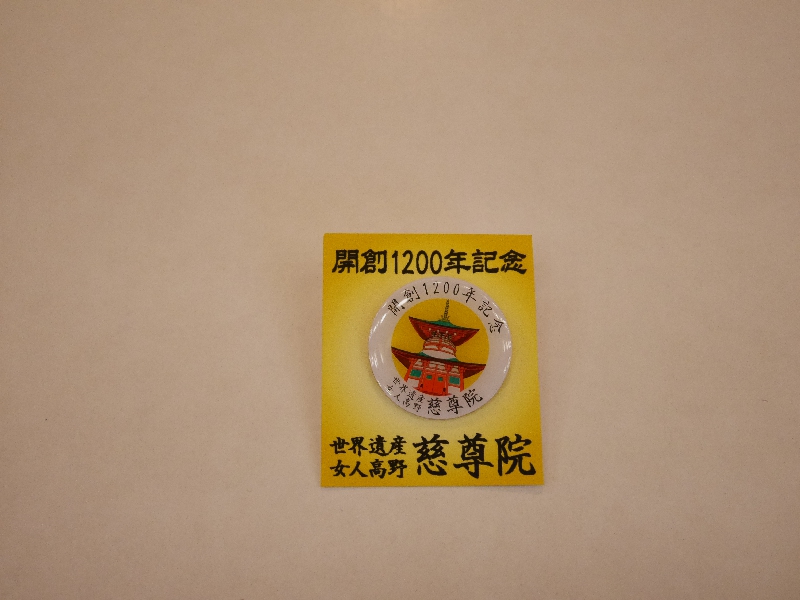 開創1200年記念
開創1200年記念
世界遺産
女人高野 慈尊院
世界遺産
女人高野 慈尊院